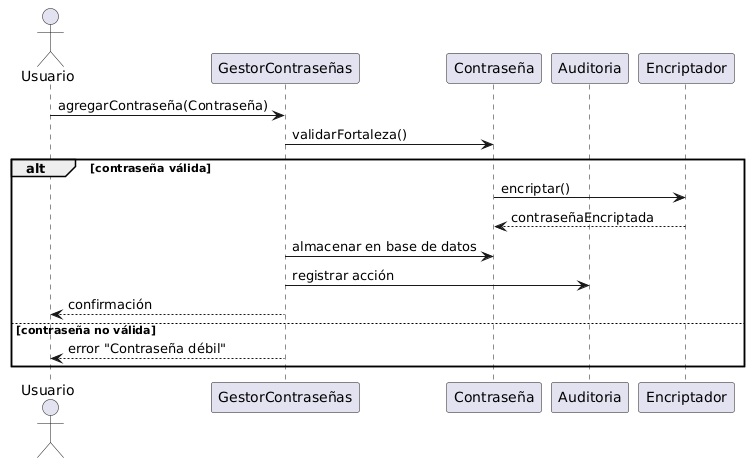 Usuario
GestorContraseñas
Contraseña
Auditoria
Encriptador
agregarContraseña(Contraseña)
validarFortaleza()
alt
[contraseña válida]
encriptar()
contraseñaEncriptada
almacenar en base de datos
registrar acción
confirmación
[contraseña no válida]
error "Contraseña débil"
Usuario
GestorContraseñas
Contraseña
Auditoria
Encriptador